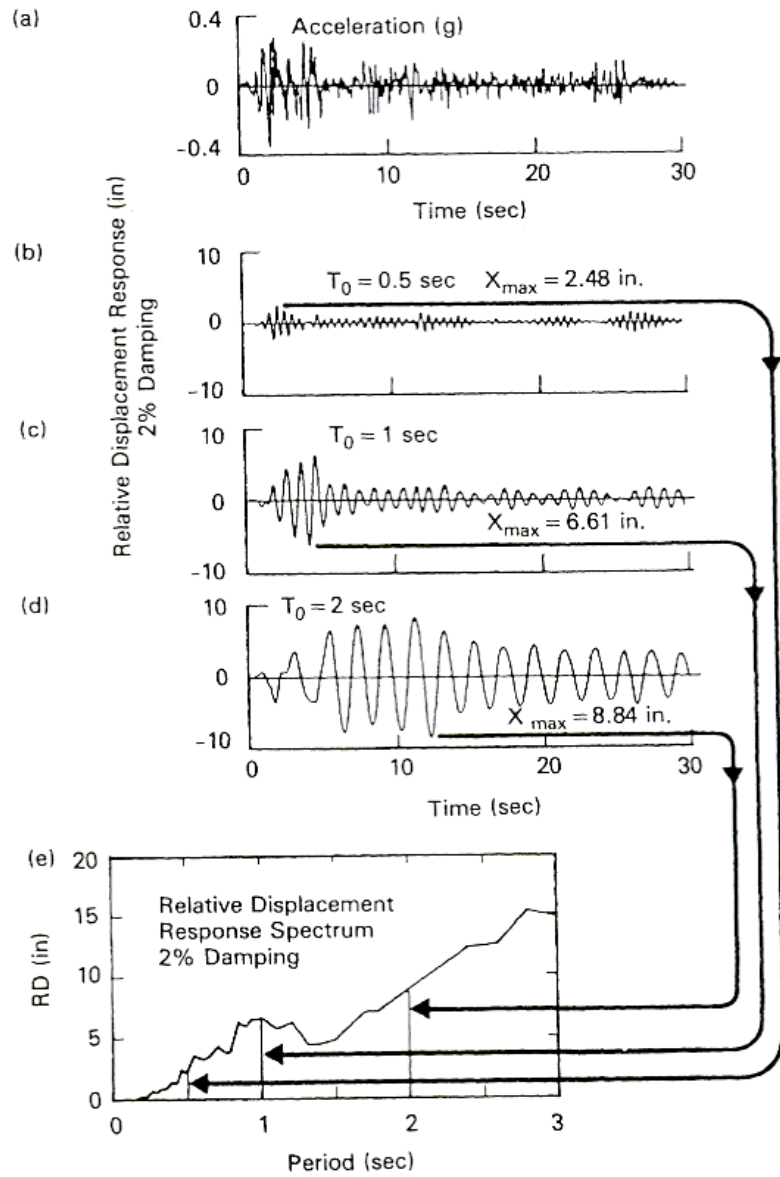 (a)
Acceleration (g)
0.4
0
-0.4
0 10 20 30
Time (sec)
Relative Displacement Response (in)
2% Damping
(b)
10
0
-10
T₀ = 0.5 sec X_max = 2.48 in.
(c)
10
0
-10
T₀ = 1 sec
X_max = 6.61 in.
(d)
10
0
-10
T₀ = 2 sec
X_max = 8.84 in.
0 10 20 30
Time (sec)
(e)
RD (in)
20
15
10
5
0
Relative Displacement
Response Spectrum
2% Damping
0 1 2 3
Period (sec)